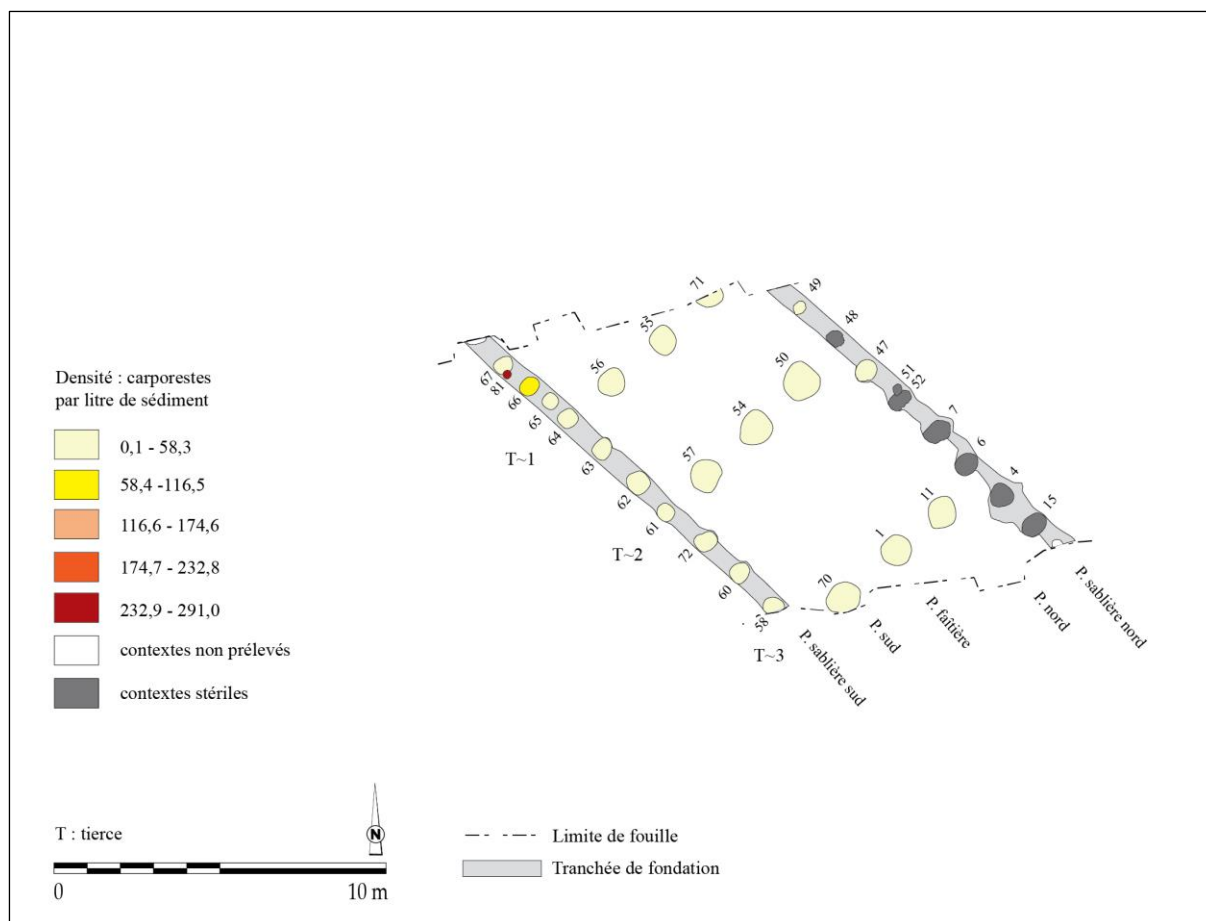 71
49
48
47
51
52
7
6
4
15
55
56
50
54
57
67
81
66
65
64
63
62
61
72
60
58
11
1
70
T~1
T~2
T~3
P. sablière sud
P. sud
P. faîtière
P. nord
P. sablière nord
Densité : carporestes
par litre de sédiment
0,1 - 58,3
58,4 -116,5
116,6 - 174,6
174,7 - 232,8
232,9 - 291,0
contextes non prélevés
contextes stériles
T : tierce
N
0
10 m
Limite de fouille
Tranchée de fondation